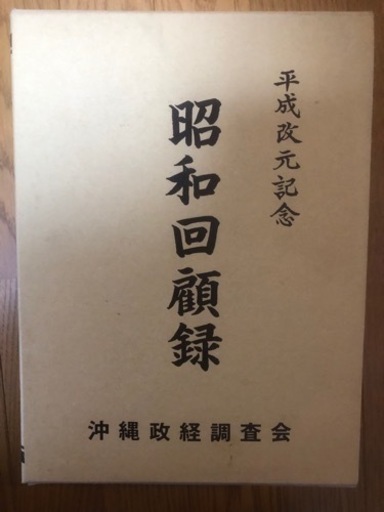 平成改元記念
昭和回顧録
沖縄政経調査会